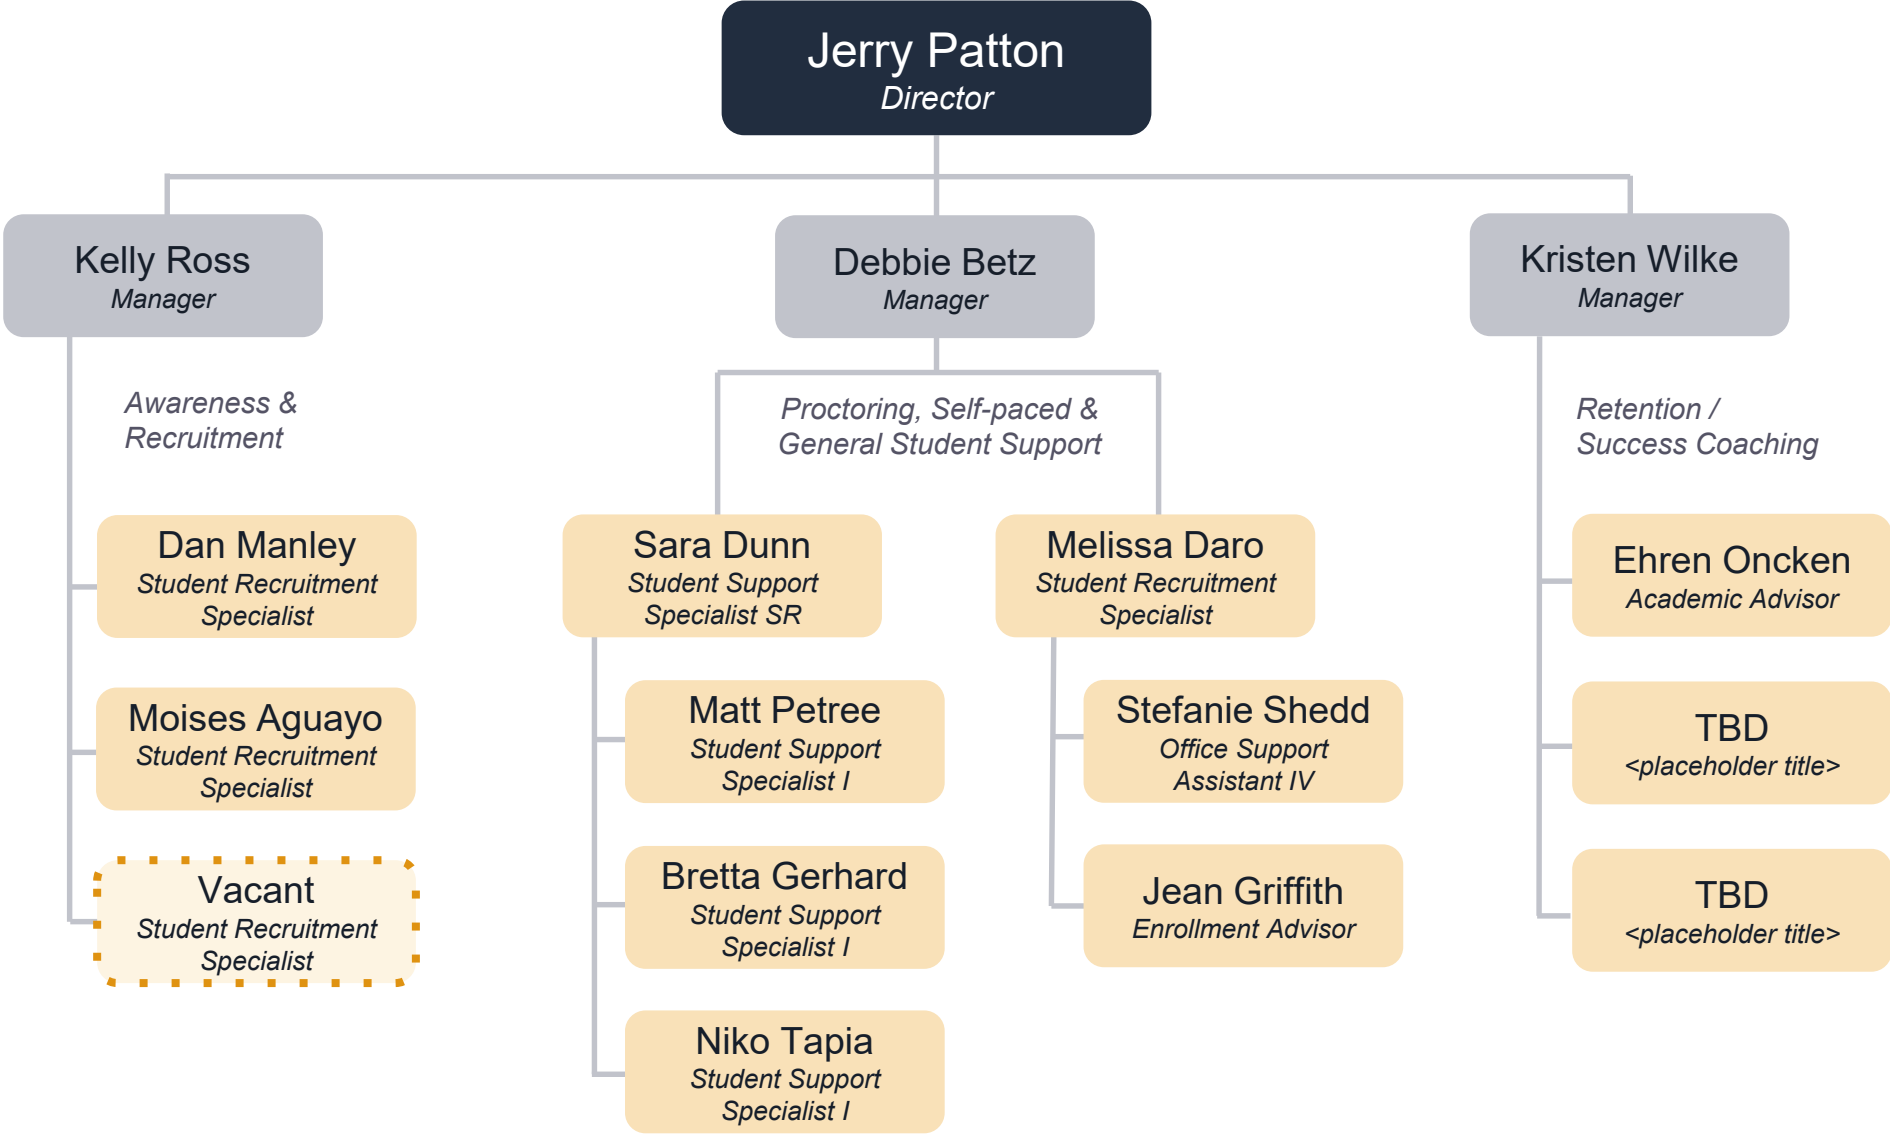 Jerry Patton
Director
Kelly Ross
Manager
Debbie Betz
Manager
Kristen Wilke
Manager
Awareness &
Recruitment
Proctoring, Self-paced &
General Student Support
Retention /
Success Coaching
Dan Manley
Student Recruitment
Specialist
Moises Aguayo
Student Recruitment
Specialist
Vacant
Student Recruitment
Specialist
Sara Dunn
Student Support
Specialist SR
Matt Petree
Student Support
Specialist I
Bretta Gerhard
Student Support
Specialist I
Niko Tapia
Student Support
Specialist I
Melissa Daro
Student Recruitment
Specialist
Stefanie Shedd
Office Support
Assistant IV
Jean Griffith
Enrollment Advisor
Ehren Oncken
Academic Advisor
TBD
<placeholder title>
TBD
<placeholder title>